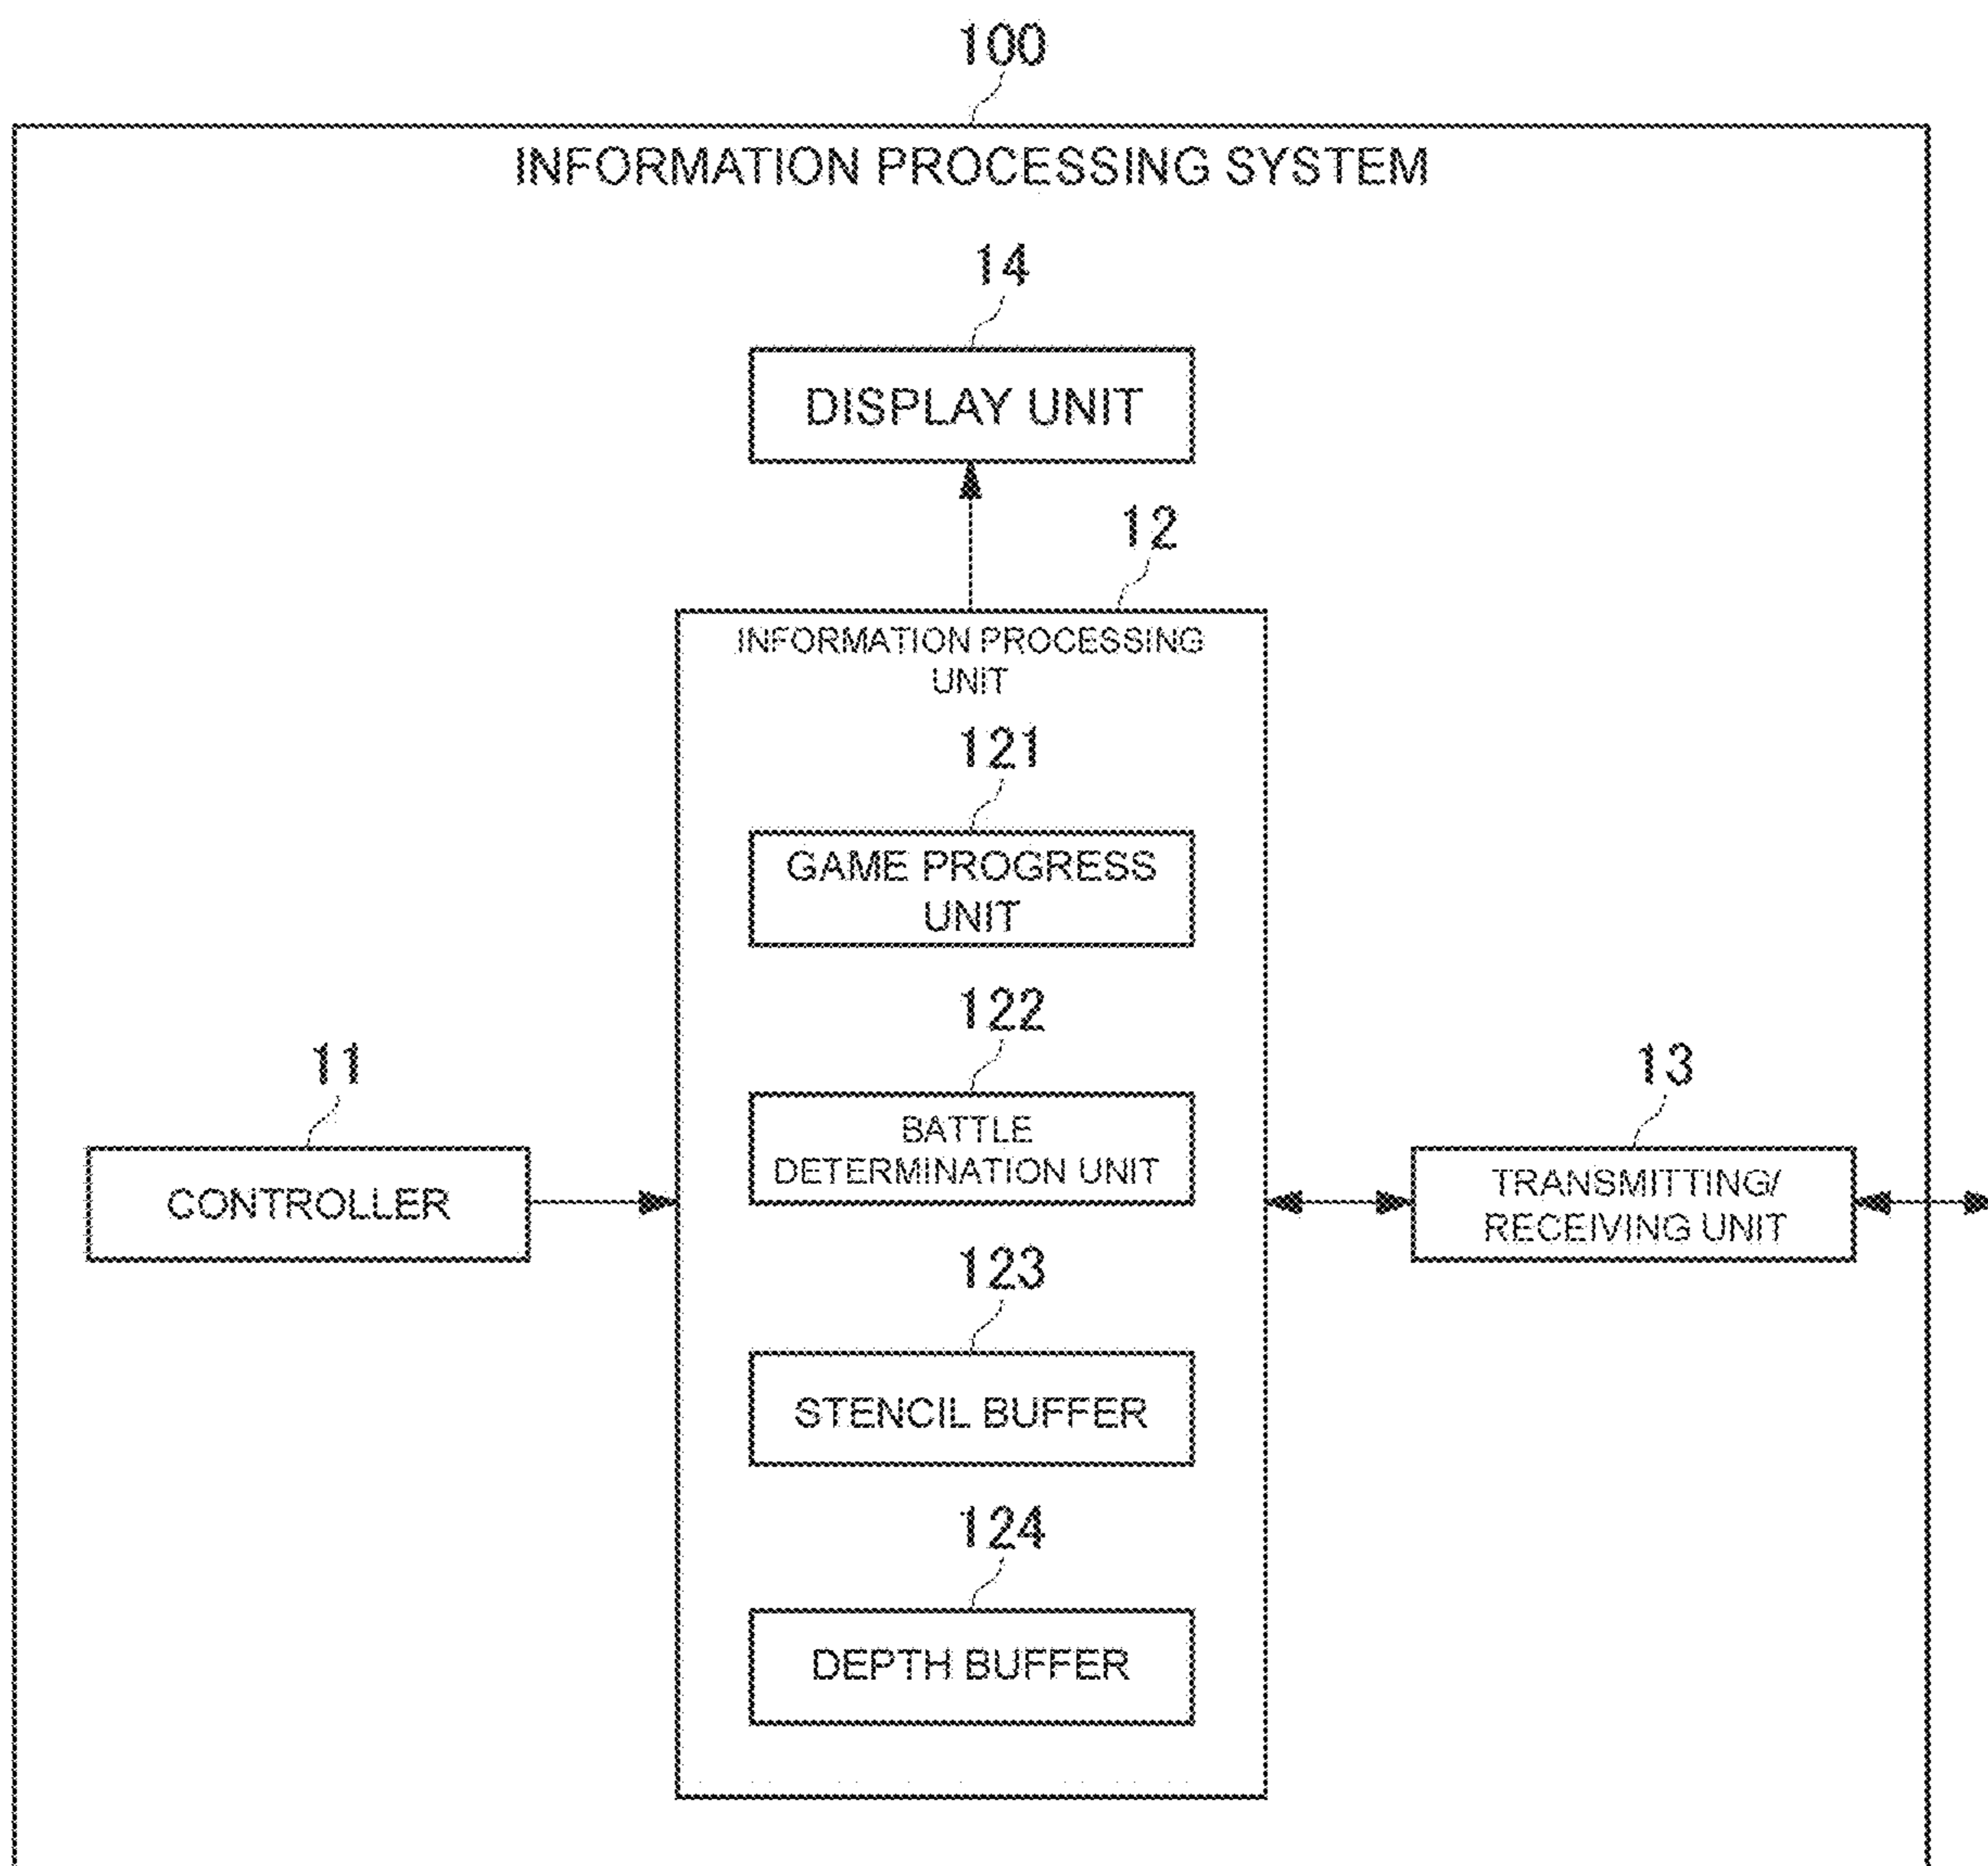 100
INFORMATION PROCESSING SYSTEM
14
DISPLAY UNIT
12
INFORMATION PROCESSING
UNIT
121
GAME PROGRESS
UNIT
122
BATTLE
DETERMINATION UNIT
11
CONTROLLER
13
TRANSMITTING/
RECEIVING UNIT
123
STENCIL BUFFER
124
DEPTH BUFFER